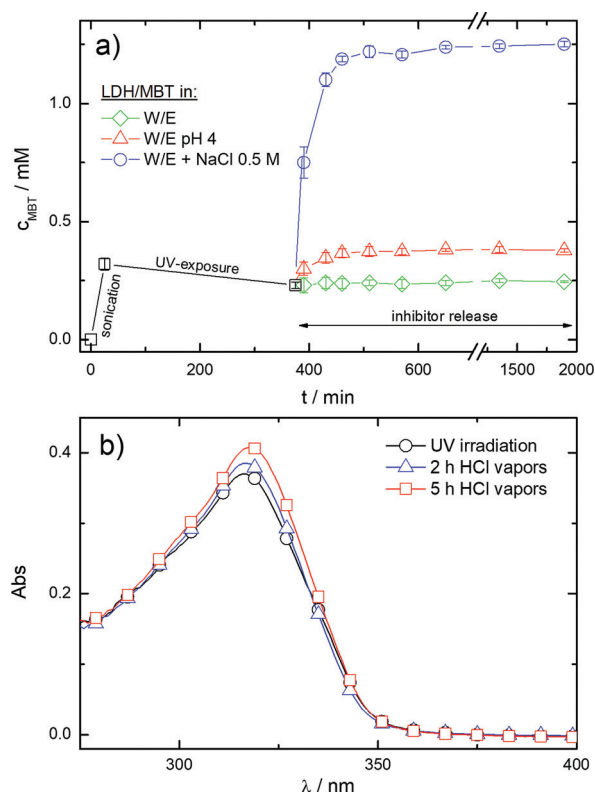 a)
LDH/MBT in:
W/E
W/E pH 4
W/E + NaCl 0.5 M
1.0
0.5
0.0
c_MBT / mM
sonication
UV-exposure
inhibitor release
0 200 400 600 1500 2000
t / min
b)
UV irradiation
2 h HCl vapors
5 h HCl vapors
0.4
0.2
0.0
Abs
300 350 400
λ / nm